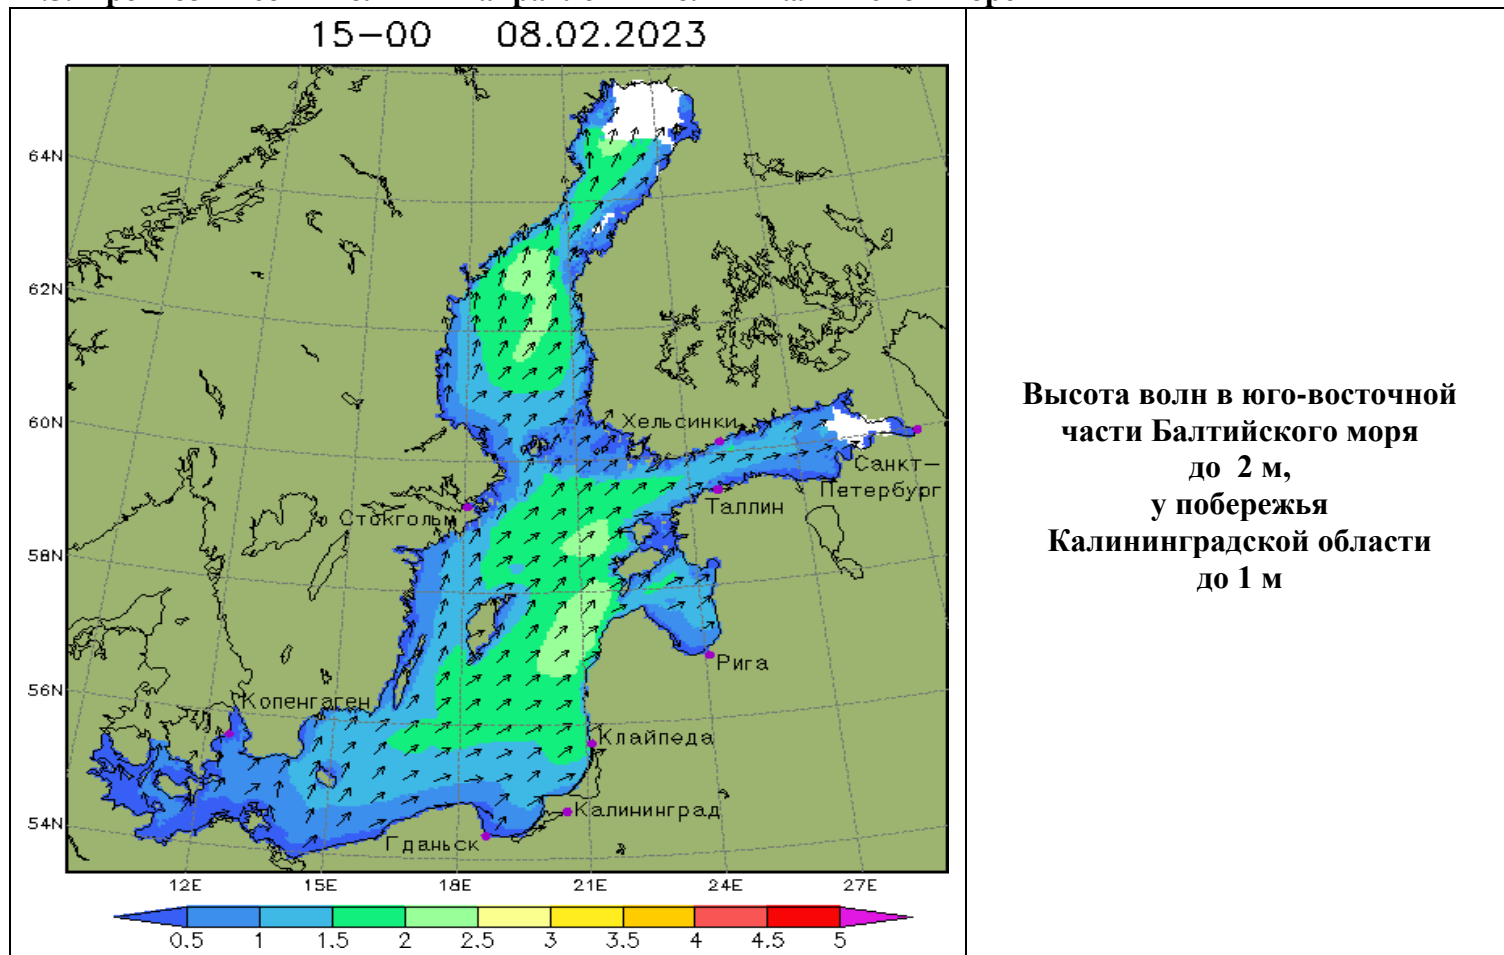 15-00 08.02.2023
64N
62N
60N
58N
56N
54N
Хельсинки
Санкт-
Петербург
Таллин
Стокгольм
Рига
Копенгаген
Клайпеда
Калининград
Гданьск
12E 15E 18E 21E 24E 27E
0.5 1 1.5 2 2.5 3 3.5 4 4.5 5
Высота волн в юго-восточной
части Балтийского моря
до 2 м,
у побережья
Калининградской области
до 1 м